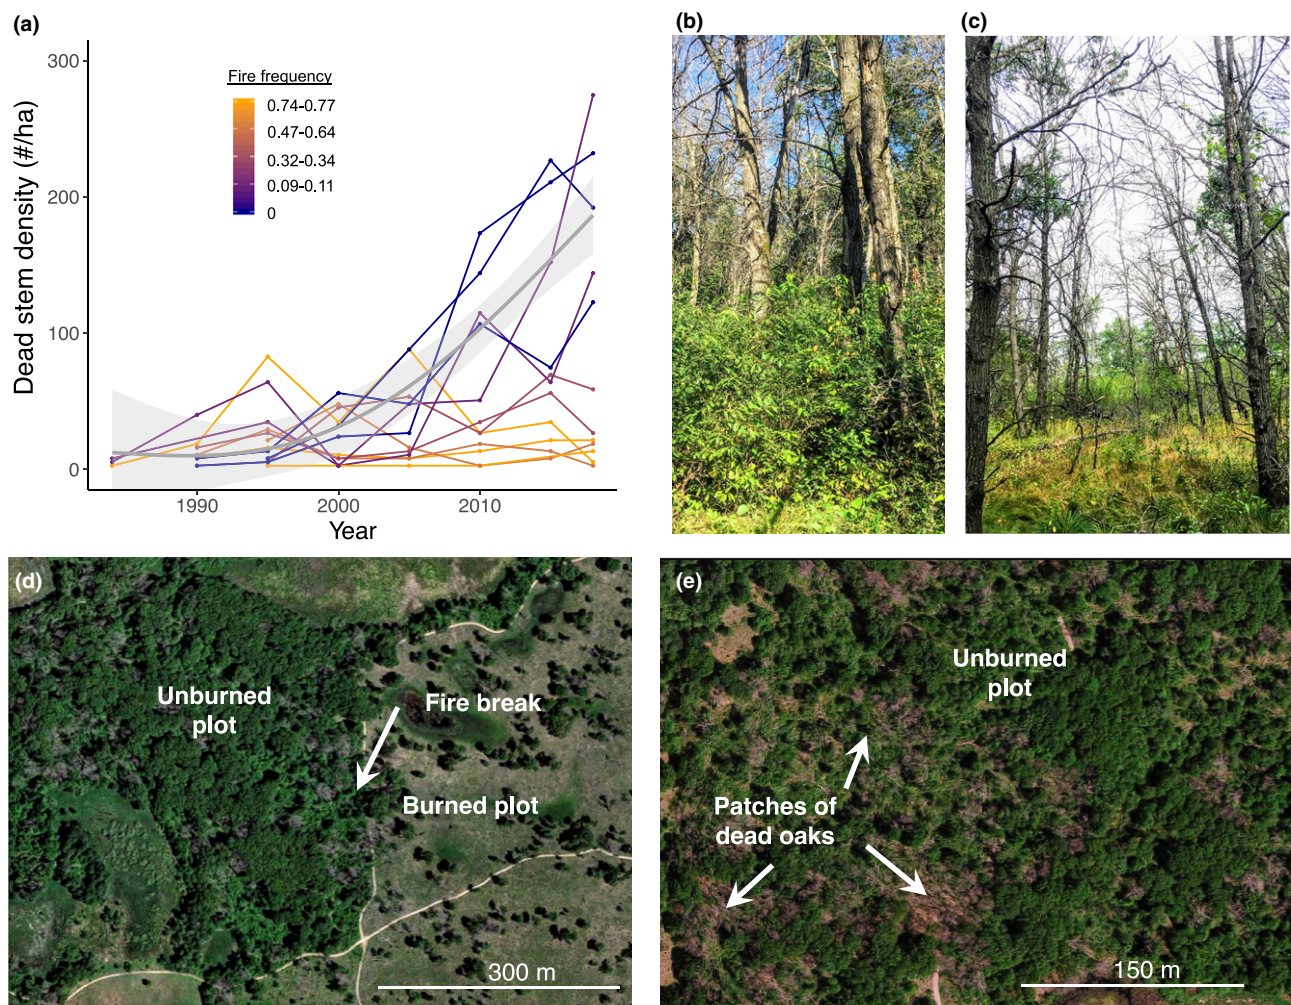 (a)
Dead stem density (#/ha)
300
200
100
0
Fire frequency
0.74-0.77
0.47-0.64
0.32-0.34
0.09-0.11
0
1990
2000
2010
Year
(b)
(c)
(d)
Unburned
plot
Fire break
Burned plot
300 m
(e)
Unburned
plot
Patches of
dead oaks
150 m